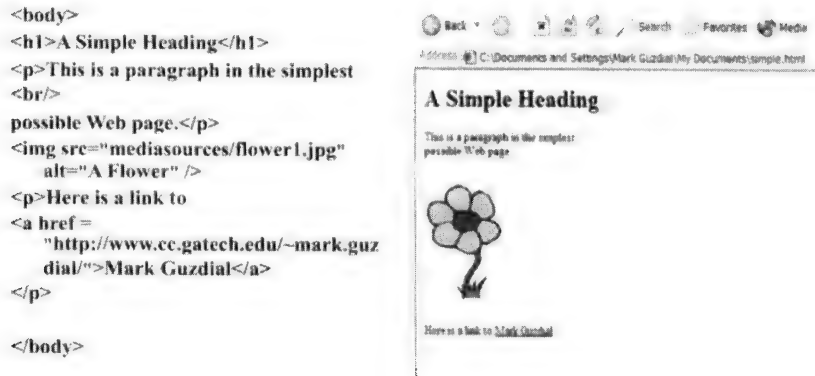 <body>
<h1>A Simple Heading</h1>
<p>This is a paragraph in the simplest
<br/>
possible Web page.</p>
<img src="mediasources/flower1.jpg"
alt="A Flower" />
<p>Here is a link to
<a href =
"http://www.cc.gatech.edu/~mark.guz
dial/">Mark Guzdial</a>
</p>
</body>
Back Search Favorites Media
Address C:\Documents and Settings\Mark Guzdial\My Documents\simple.html
A Simple Heading
This is a paragraph in the simplest
possible Web page
Here is a link to Mark Guzdial